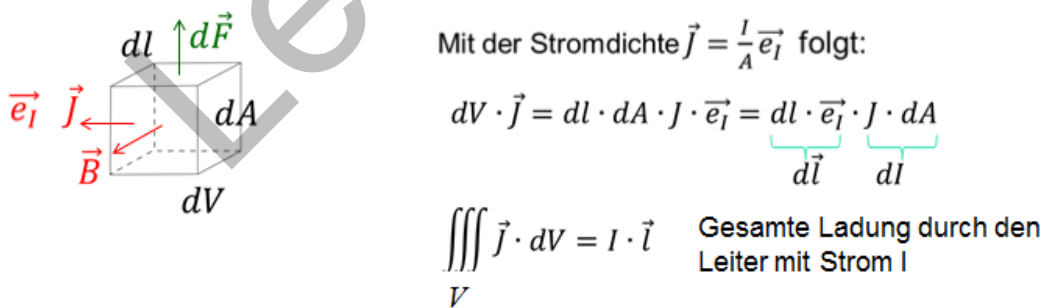 dl dF⃗
e_I⃗ J⃗ dA
B⃗
dV
Mit der Stromdichte J⃗ = I/A e_I⃗ folgt:
dV · J⃗ = dl · dA · J · e_I⃗ = dl · e_I⃗ · J · dA
dl⃗ dI
∭ J⃗ · dV = I · l⃗ Gesamte Ladung durch den
V Leiter mit Strom I
Le